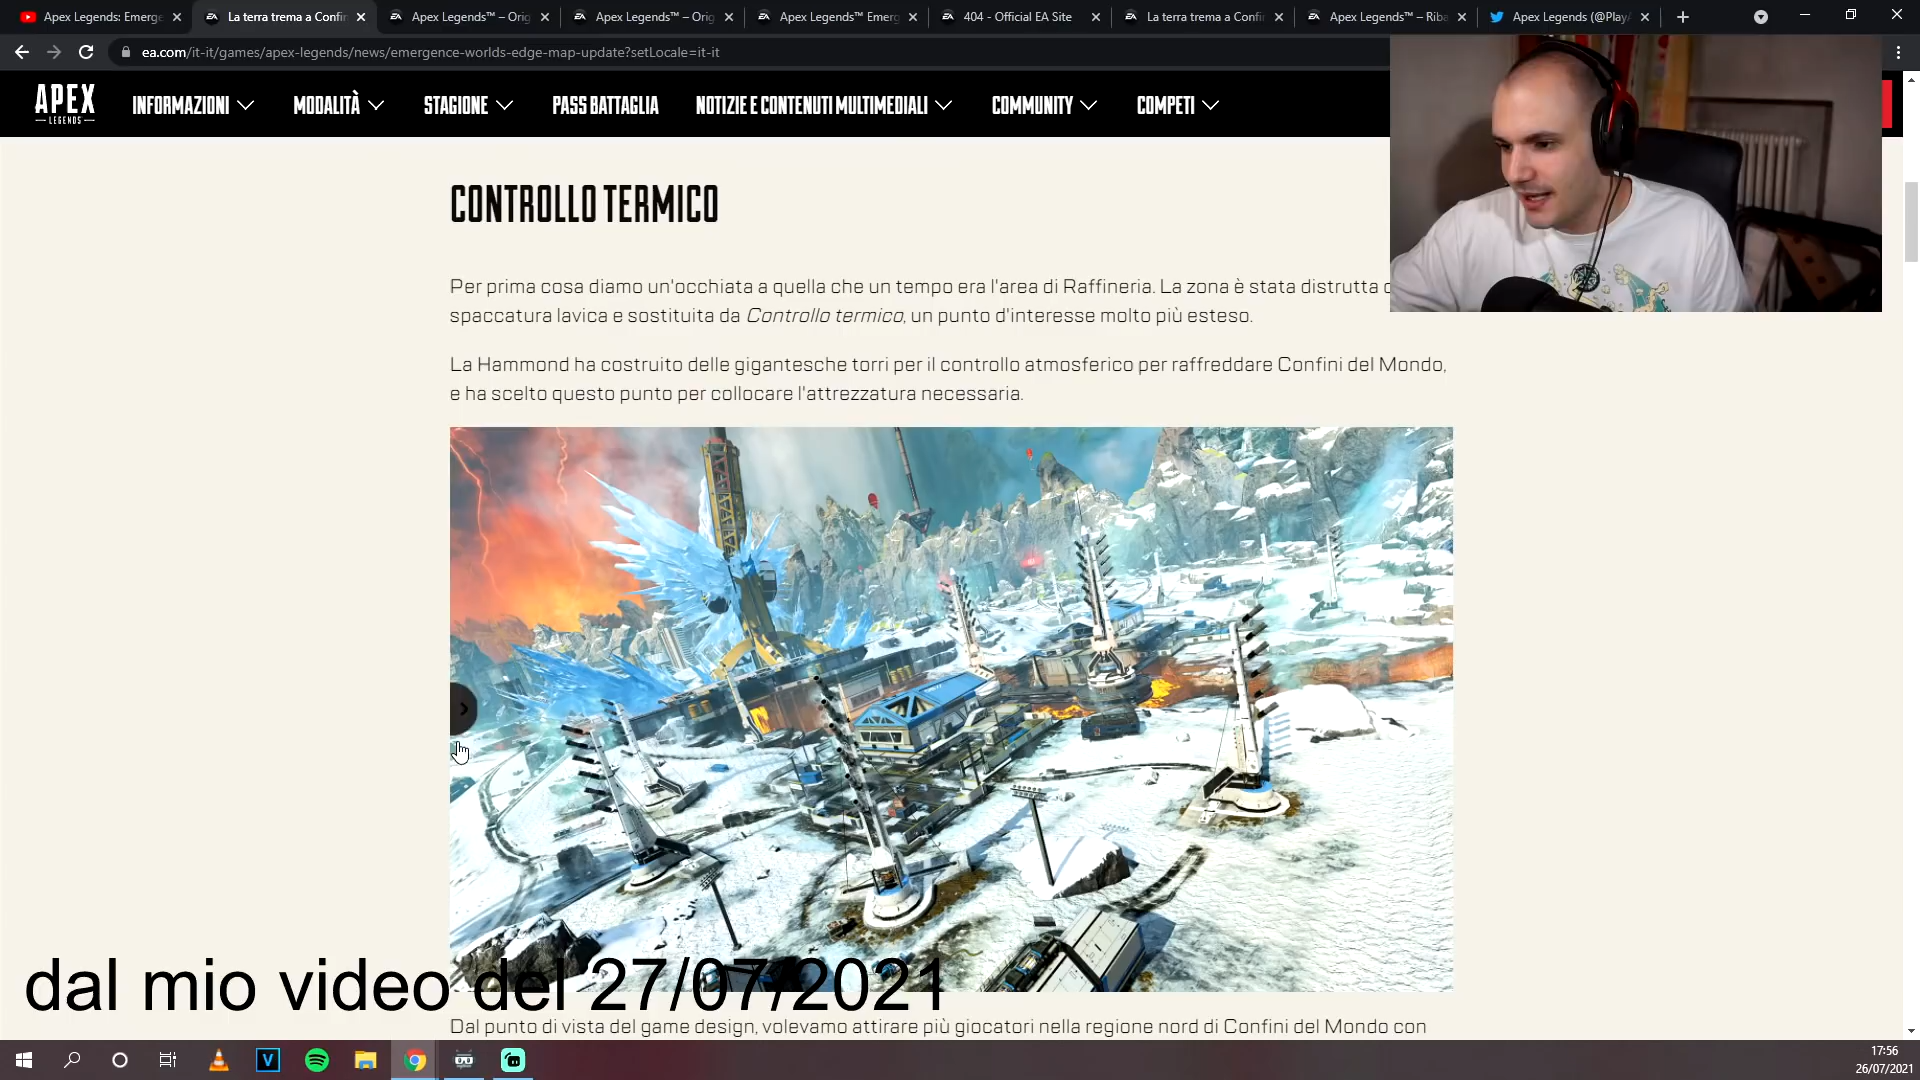 Apex Legends: Emerge
La terra trema a Confin
Apex Legends™ – Orig
Apex Legends™ – Orig
Apex Legends™ Emerg
404 - Official EA Site
La terra trema a Confin
Apex Legends™ – Riba
Apex Legends (@Play
ea.com/it-it/games/apex-legends/news/emergence-worlds-edge-map-update?setLocale=it-it
APEX
LEGENDS
INFORMAZIONI
MODALITÀ
STAGIONE
PASS BATTAGLIA
NOTIZIE E CONTENUTI MULTIMEDIALI
COMMUNITY
COMPETI
CONTROLLO TERMICO
Per prima cosa diamo un'occhiata a quella che un tempo era l'area di Raffineria. La zona è stata distrutta
spaccatura lavica e sostituita da Controllo termico, un punto d'interesse molto più esteso.
La Hammond ha costruito delle gigantesche torri per il controllo atmosferico per raffreddare Confini del Mondo,
e ha scelto questo punto per collocare l'attrezzatura necessaria.
dal mio video del 27/07/2021
Dal punto di vista del game design, volevamo attirare più giocatori nella regione nord di Confini del Mondo con
17:56
26/07/2021